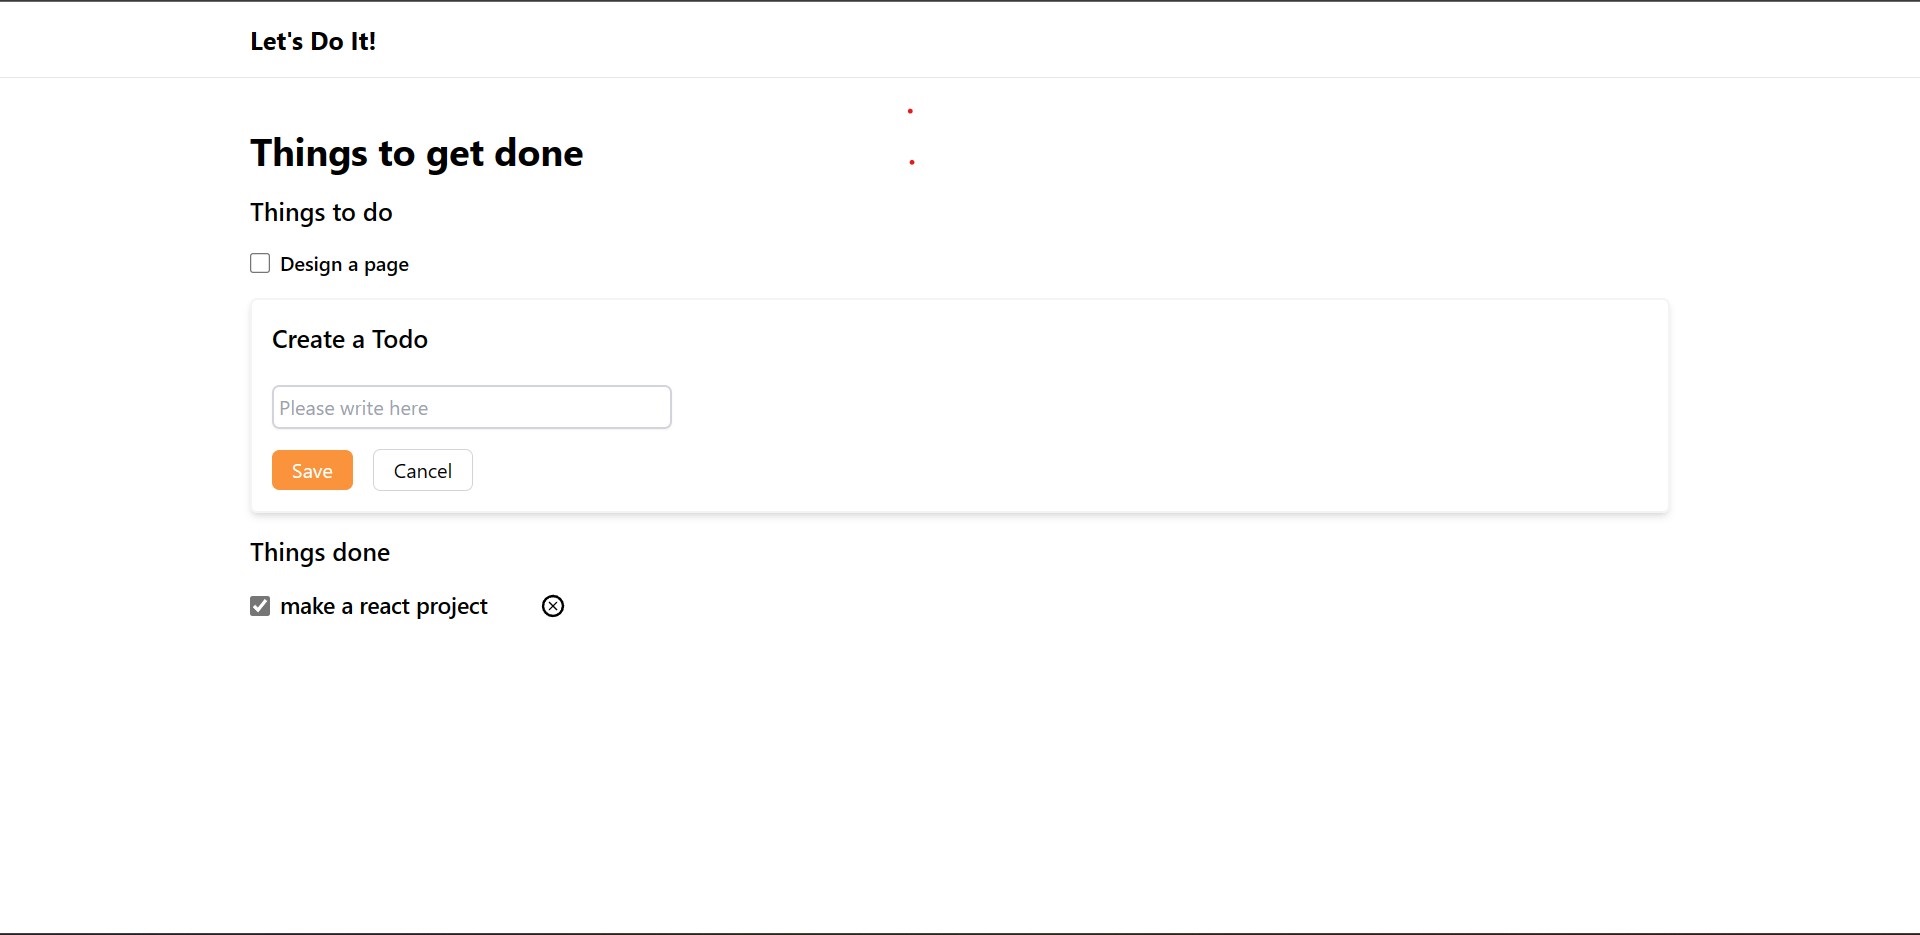 Let's Do It!
Things to get done
Things to do
Design a page
Create a Todo
Please write here
Save Cancel
Things done
make a react project